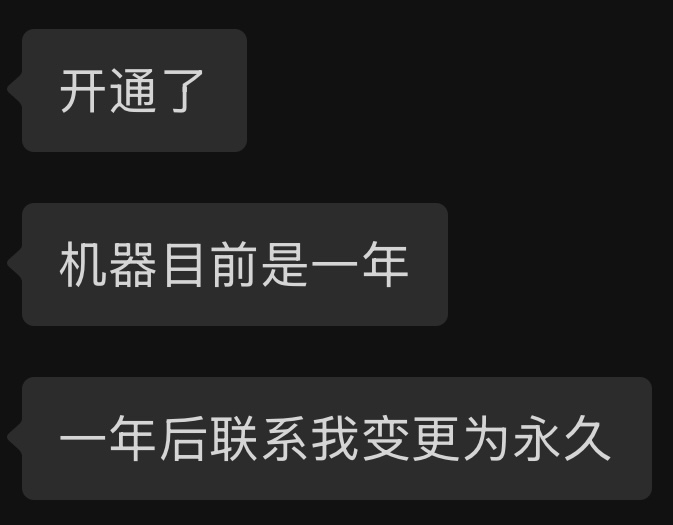 开通了
机器目前是一年
一年后联系我变更为永久